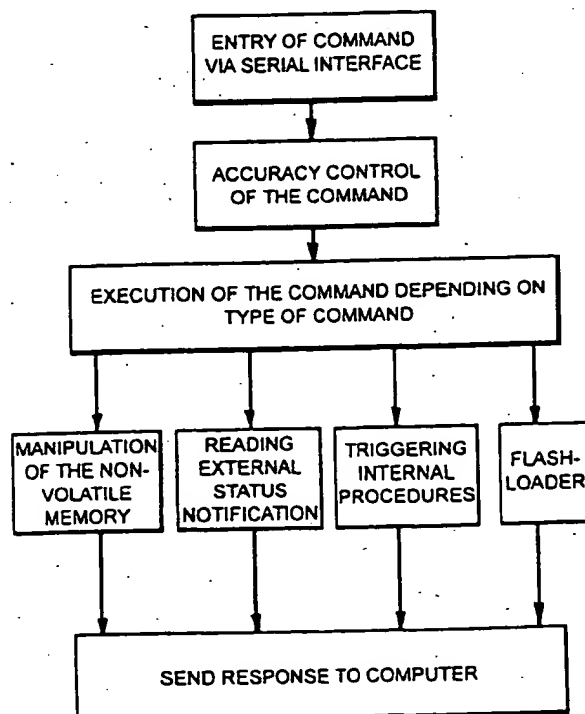 ENTRY OF COMMAND
VIA SERIAL INTERFACE
ACCURACY CONTROL
OF THE COMMAND
EXECUTION OF THE COMMAND DEPENDING ON
TYPE OF COMMAND
MANIPULATION
OF THE NON-
VOLATILE
MEMORY
READING
EXTERNAL
STATUS
NOTIFICATION
TRIGGERING
INTERNAL
PROCEDURES
FLASH-
LOADER
SEND RESPONSE TO COMPUTER